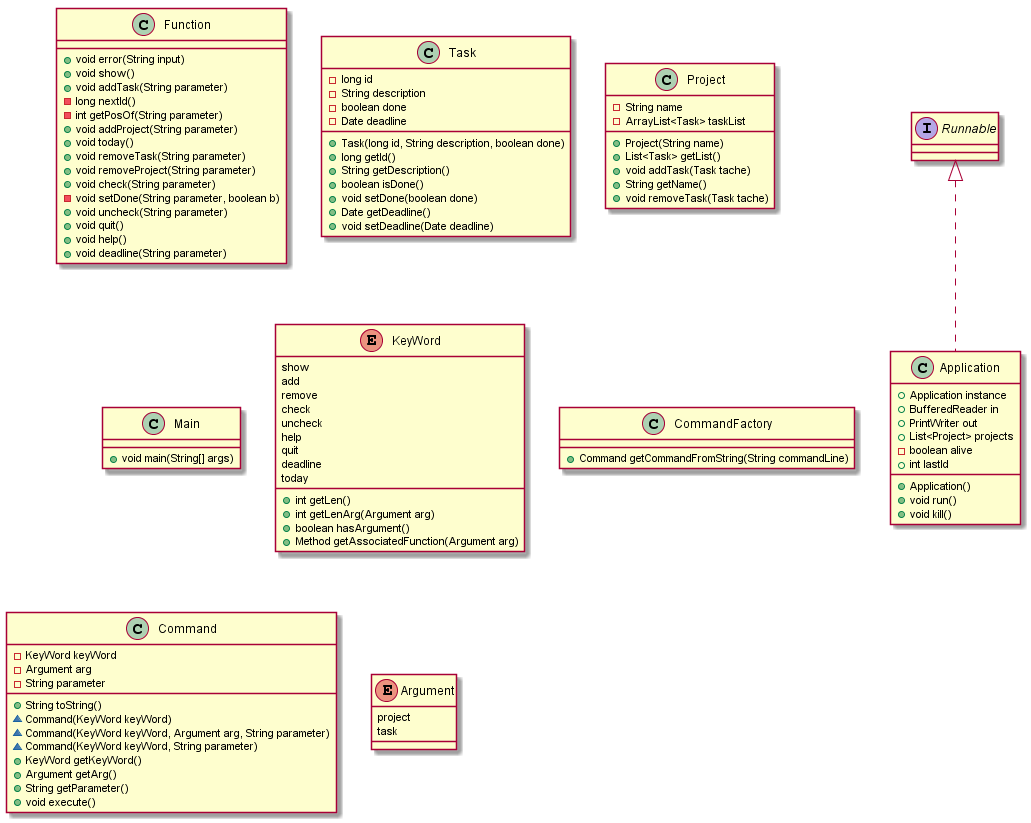 C Function
void error(String input)
void show()
void addTask(String parameter)
long nextId()
int getPosOf(String parameter)
void addProject(String parameter)
void today()
void removeTask(String parameter)
void removeProject(String parameter)
void check(String parameter)
void setDone(String parameter, boolean b)
void uncheck(String parameter)
void quit()
void help()
void deadline(String parameter)
C Task
long id
String description
boolean done
Date deadline
Task(long id, String description, boolean done)
long getId()
String getDescription()
boolean isDone()
void setDone(boolean done)
Date getDeadline()
void setDeadline(Date deadline)
C Project
String name
ArrayList<Task> taskList
Project(String name)
List<Task> getList()
void addTask(Task tache)
String getName()
void removeTask(Task tache)
I Runnable
C Main
void main(String[] args)
E KeyWord
show
add
remove
check
uncheck
help
quit
deadline
today
int getLen()
int getLenArg(Argument arg)
boolean hasArgument()
Method getAssociatedFunction(Argument arg)
C CommandFactory
Command getCommandFromString(String commandLine)
C Application
Application instance
BufferedReader in
PrintWriter out
List<Project> projects
boolean alive
int lastId
Application()
void run()
void kill()
C Command
KeyWord keyWord
Argument arg
String parameter
String toString()
Command(KeyWord keyWord)
Command(KeyWord keyWord, Argument arg, String parameter)
Command(KeyWord keyWord, String parameter)
KeyWord getKeyWord()
Argument getArg()
String getParameter()
void execute()
E Argument
project
task